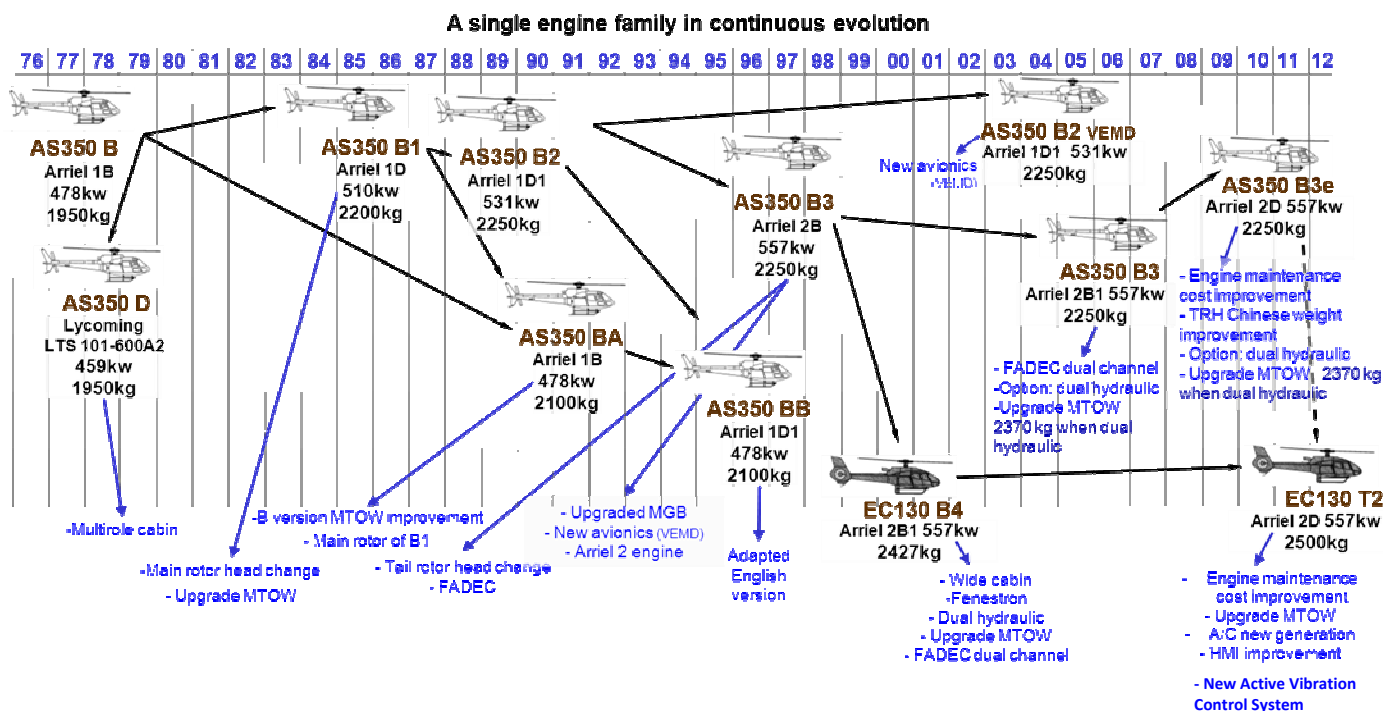 A single engine family in continuous evolution
76 77 78 79 80 81 82 83 84 85 86 87 88 89 90 91 92 93 94 95 96 97 98 99 00 01 02 03 04 05 06 07 08 09 10 11 12
AS350 B
Arriel 1B
478kw
1950kg
AS350 D
Lycoming
LTS 101-600A2
459kw
1950kg
-Multirole cabin
AS350 B1
Arriel 1D
510kw
2200kg
-Main rotor head change
- Upgrade MTOW
AS350 B2
Arriel 1D1
531kw
2250kg
AS350 BA
Arriel 1B
478kw
2100kg
-B version MTOW improvement
- Main rotor of B1
AS350 BB
Arriel 1D1
478kw
2100kg
Adapted
English
version
AS350 B3
Arriel 2B
557kw
2250kg
- Tail rotor head change
- FADEC
- Upgraded MGB
- New avionics (VEMD)
- Arriel 2 engine
AS350 B2 VEMD
Arriel 1D1 531kw
2250kg
New avionics
AS350 B3
Arriel 2B1 557kw
2250kg
- FADEC dual channel
-Option: dual hydraulic
-Upgrade MTOW
2370 kg when dual
hydraulic
AS350 B3e
Arriel 2D 557kw
2250kg
- Engine maintenance
cost improvement
- TRH Chinese weight
improvement
- Option: dual hydraulic
- Upgrade MTOW 2370 kg
when dual hydraulic
EC130 B4
Arriel 2B1 557kw
2427kg
- Wide cabin
-Fenestron
- Dual hydraulic
- Upgrade MTOW
- FADEC dual channel
EC130 T2
Arriel 2D 557kw
2500kg
- Engine maintenance
cost improvement
- Upgrade MTOW
- A/C new generation
- HMI improvement
- New Active Vibration
Control System